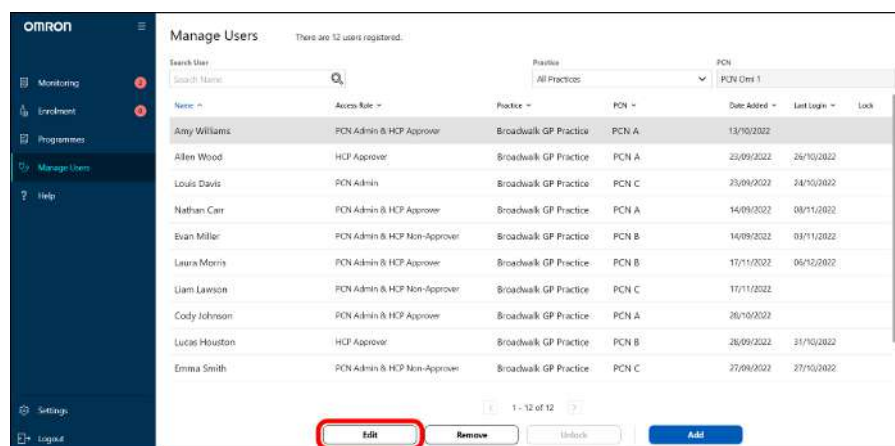 OMRON
Manage Users There are 12 users registered.
Search User Practice PCN
Search Name All Practices PCN Omi 1
Monitoring
Enrolment
Programmes
Manage Users
Help
Name Access Role Practice PCN Date Added Last Login Lock
Amy Williams PCN Admin & HCP Approver Broadwalk GP Practice PCN A 13/10/2022
Allen Wood HCP Approver Broadwalk GP Practice PCN A 23/09/2022 26/10/2022
Louis Davis PCN Admin Broadwalk GP Practice PCN C 23/09/2022 24/10/2022
Nathan Carr PCN Admin & HCP Approver Broadwalk GP Practice PCN A 14/09/2022 08/11/2022
Evan Miller PCN Admin & HCP Non-Approver Broadwalk GP Practice PCN B 14/09/2022 03/11/2022
Laura Morris PCN Admin & HCP Approver Broadwalk GP Practice PCN B 17/11/2022 06/12/2022
Liam Lawson PCN Admin & HCP Non-Approver Broadwalk GP Practice PCN C 17/11/2022
Cody Johnson PCN Admin & HCP Approver Broadwalk GP Practice PCN A 26/10/2022
Lucas Houston HCP Approver Broadwalk GP Practice PCN B 26/09/2022 31/10/2022
Emma Smith PCN Admin & HCP Non-Approver Broadwalk GP Practice PCN C 27/09/2022 27/10/2022
1 - 12 of 12
Settings
Logout
Edit Remove Unlock Add